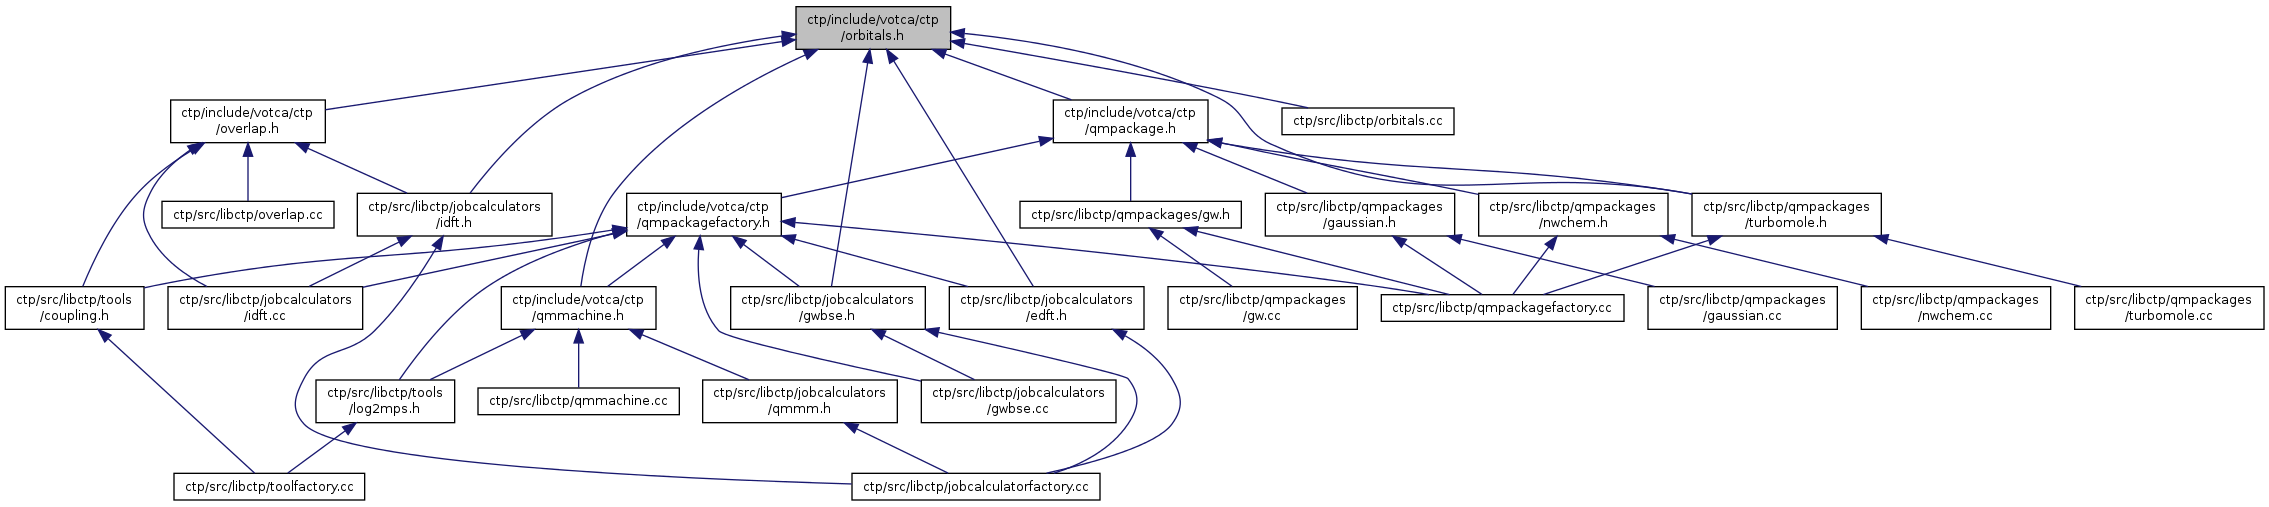 ctp/include/votca/ctp
/orbitals.h
ctp/include/votca/ctp
/overlap.h
ctp/include/votca/ctp
/qmpackage.h
ctp/src/libctp/orbitals.cc
ctp/src/libctp/overlap.cc
ctp/src/libctp/jobcalculators
/idft.h
ctp/include/votca/ctp
/qmpackagefactory.h
ctp/src/libctp/qmpackages/gw.h
ctp/src/libctp/qmpackages
/gaussian.h
ctp/src/libctp/qmpackages
/nwchem.h
ctp/src/libctp/qmpackages
/turbomole.h
ctp/src/libctp/tools
/coupling.h
ctp/src/libctp/jobcalculators
/idft.cc
ctp/include/votca/ctp
/qmmachine.h
ctp/src/libctp/jobcalculators
/gwbse.h
ctp/src/libctp/jobcalculators
/edft.h
ctp/src/libctp/qmpackages
/gw.cc
ctp/src/libctp/qmpackagefactory.cc
ctp/src/libctp/qmpackages
/gaussian.cc
ctp/src/libctp/qmpackages
/nwchem.cc
ctp/src/libctp/qmpackages
/turbomole.cc
ctp/src/libctp/tools
/log2mps.h
ctp/src/libctp/qmmachine.cc
ctp/src/libctp/jobcalculators
/qmmm.h
ctp/src/libctp/jobcalculators
/gwbse.cc
ctp/src/libctp/toolfactory.cc
ctp/src/libctp/jobcalculatorfactory.cc